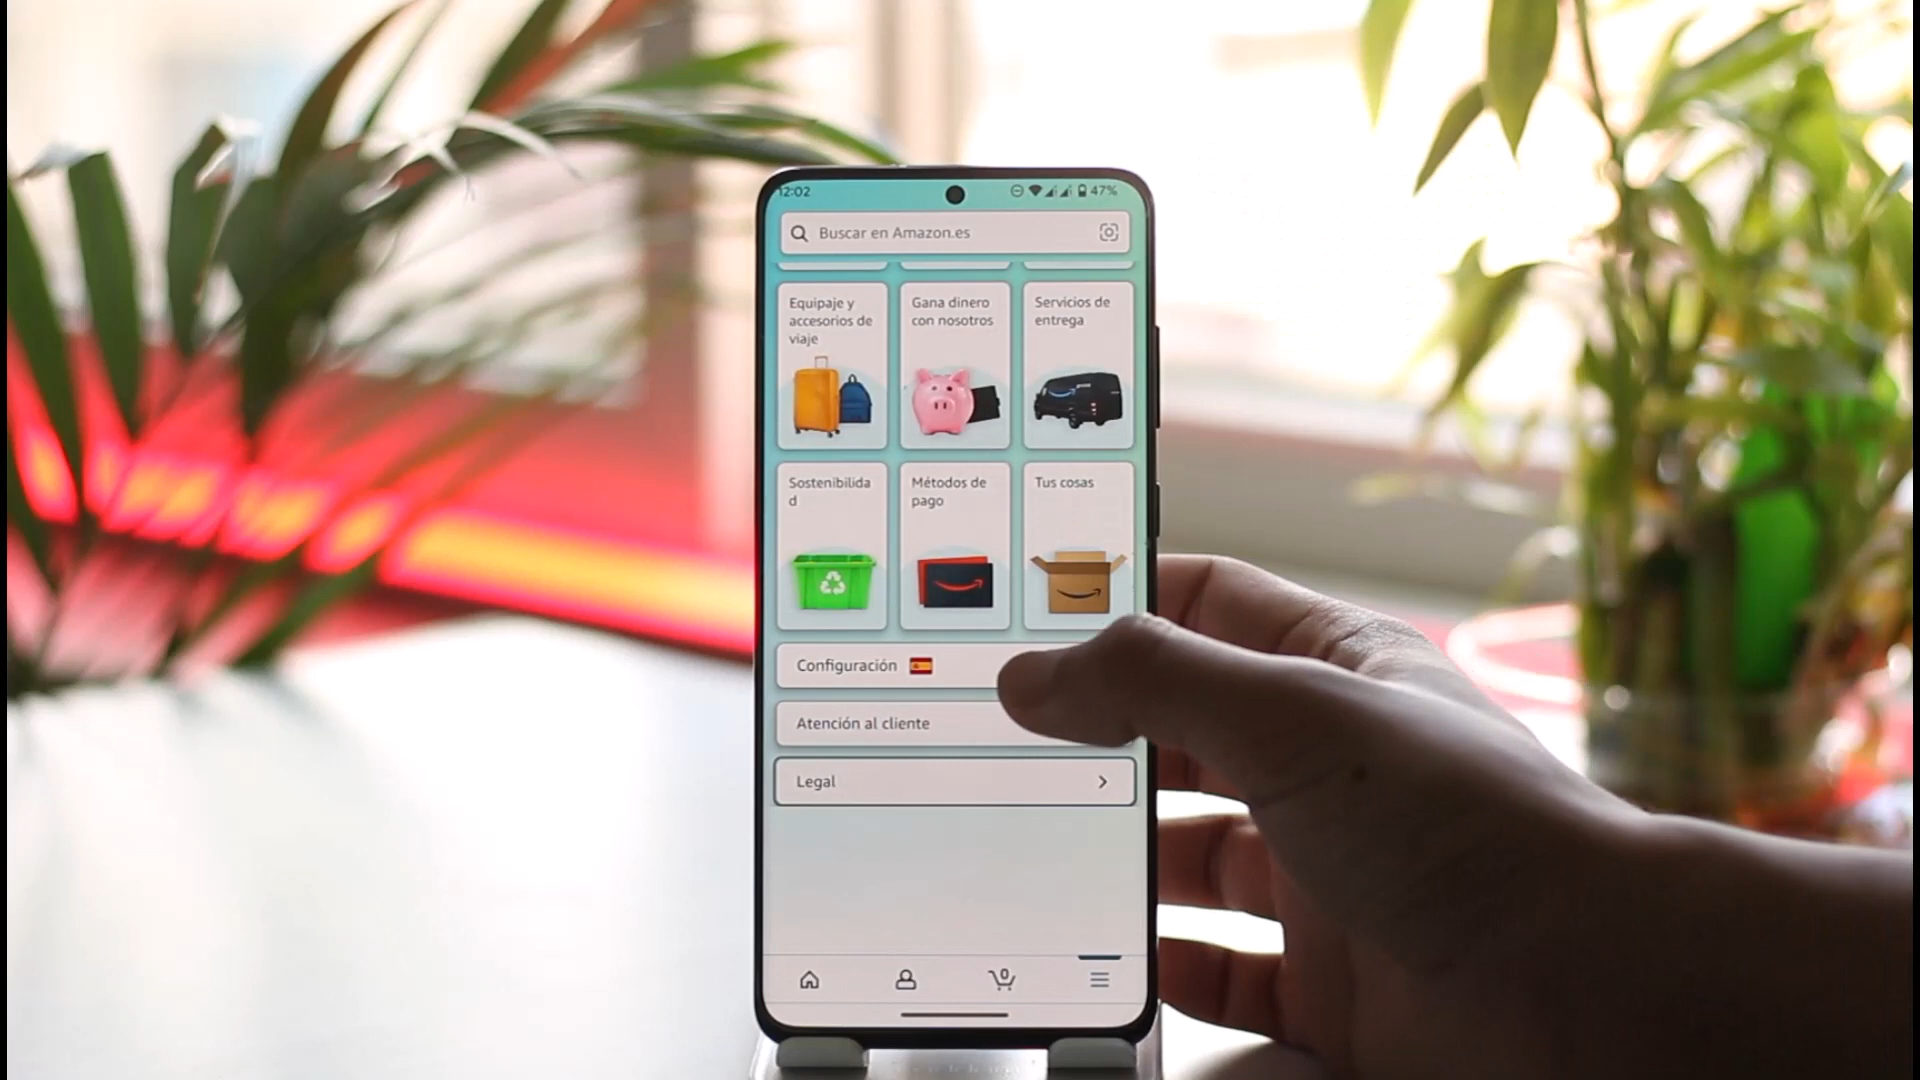 12:02 47%
Buscar en Amazon.es
Equipaje y
accesorios de
viaje
Gana dinero
con nosotros
Servicios de
entrega
Sostenibilida
d
Métodos de
pago
Tus cosas
Configuración
Atención al cliente
Legal
0